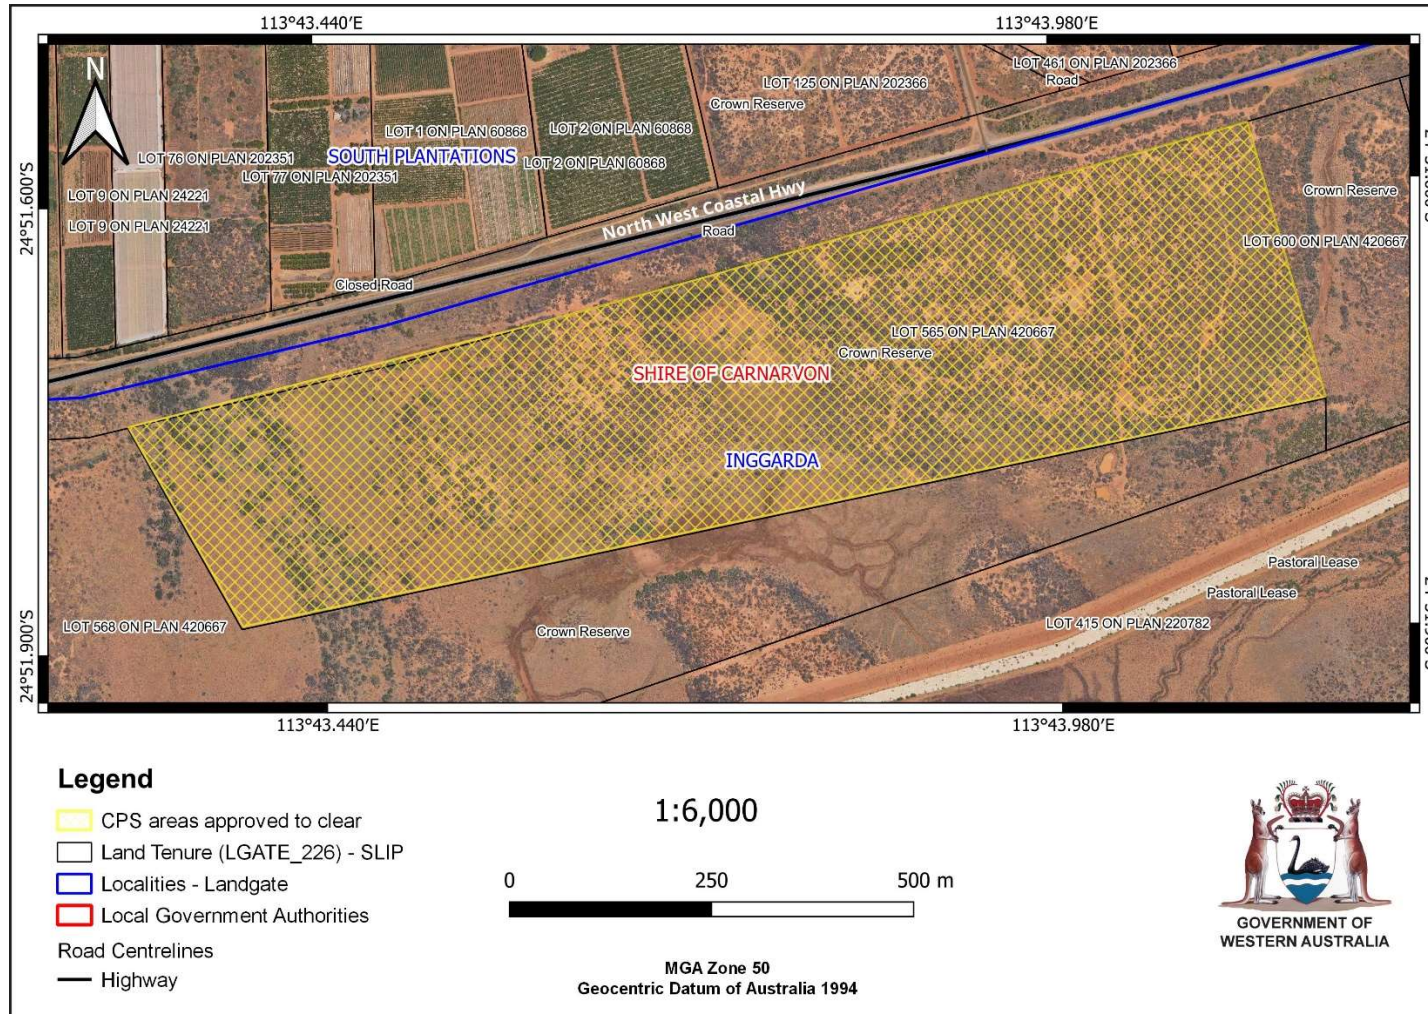 113°43.440'E
113°43.980'E
N
LOT 461 ON PLAN 202366
Road
LOT 125 ON PLAN 202366
Crown Reserve
LOT 1 ON PLAN 60868
LOT 2 ON PLAN 60868
LOT 76 ON PLAN 202351
SOUTH PLANTATIONS
LOT 2 ON PLAN 60868
LOT 77 ON PLAN 202351
LOT 9 ON PLAN 24221
Crown Reserve
LOT 9 ON PLAN 24221
North West Coastal Hwy
Road
LOT 600 ON PLAN 420667
24°51.600'S
Closed Road
LOT 565 ON PLAN 420667
Crown Reserve
SHIRE OF CARNARVON
INGGARDA
Pastoral Lease
Pastoral Lease
LOT 568 ON PLAN 420667
Crown Reserve
LOT 415 ON PLAN 220782
24°51.900'S
113°43.440'E
113°43.980'E
Legend
CPS areas approved to clear
Land Tenure (LGATE_226) - SLIP
Localities - Landgate
Local Government Authorities
Road Centrelines
Highway
1:6,000
0 250 500 m
MGA Zone 50
Geocentric Datum of Australia 1994
GOVERNMENT OF
WESTERN AUSTRALIA